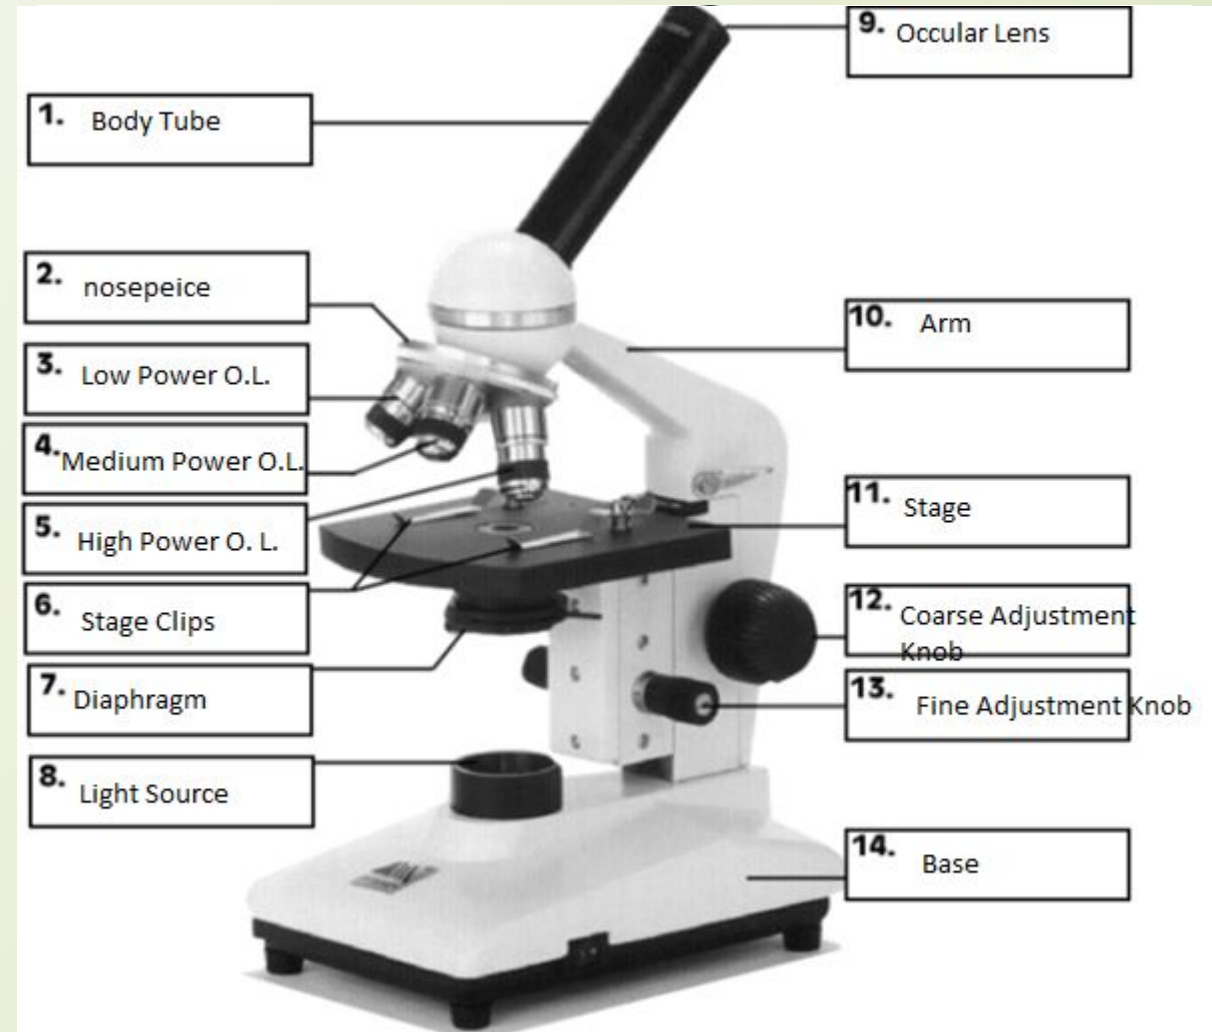 1. Body Tube
2. nosepeice
3. Low Power O.L.
4. Medium Power O.L.
5. High Power O. L.
6. Stage Clips
7. Diaphragm
8. Light Source
9. Occular Lens
10. Arm
11. Stage
12. Coarse Adjustment
Knob
13. Fine Adjustment Knob
14. Base